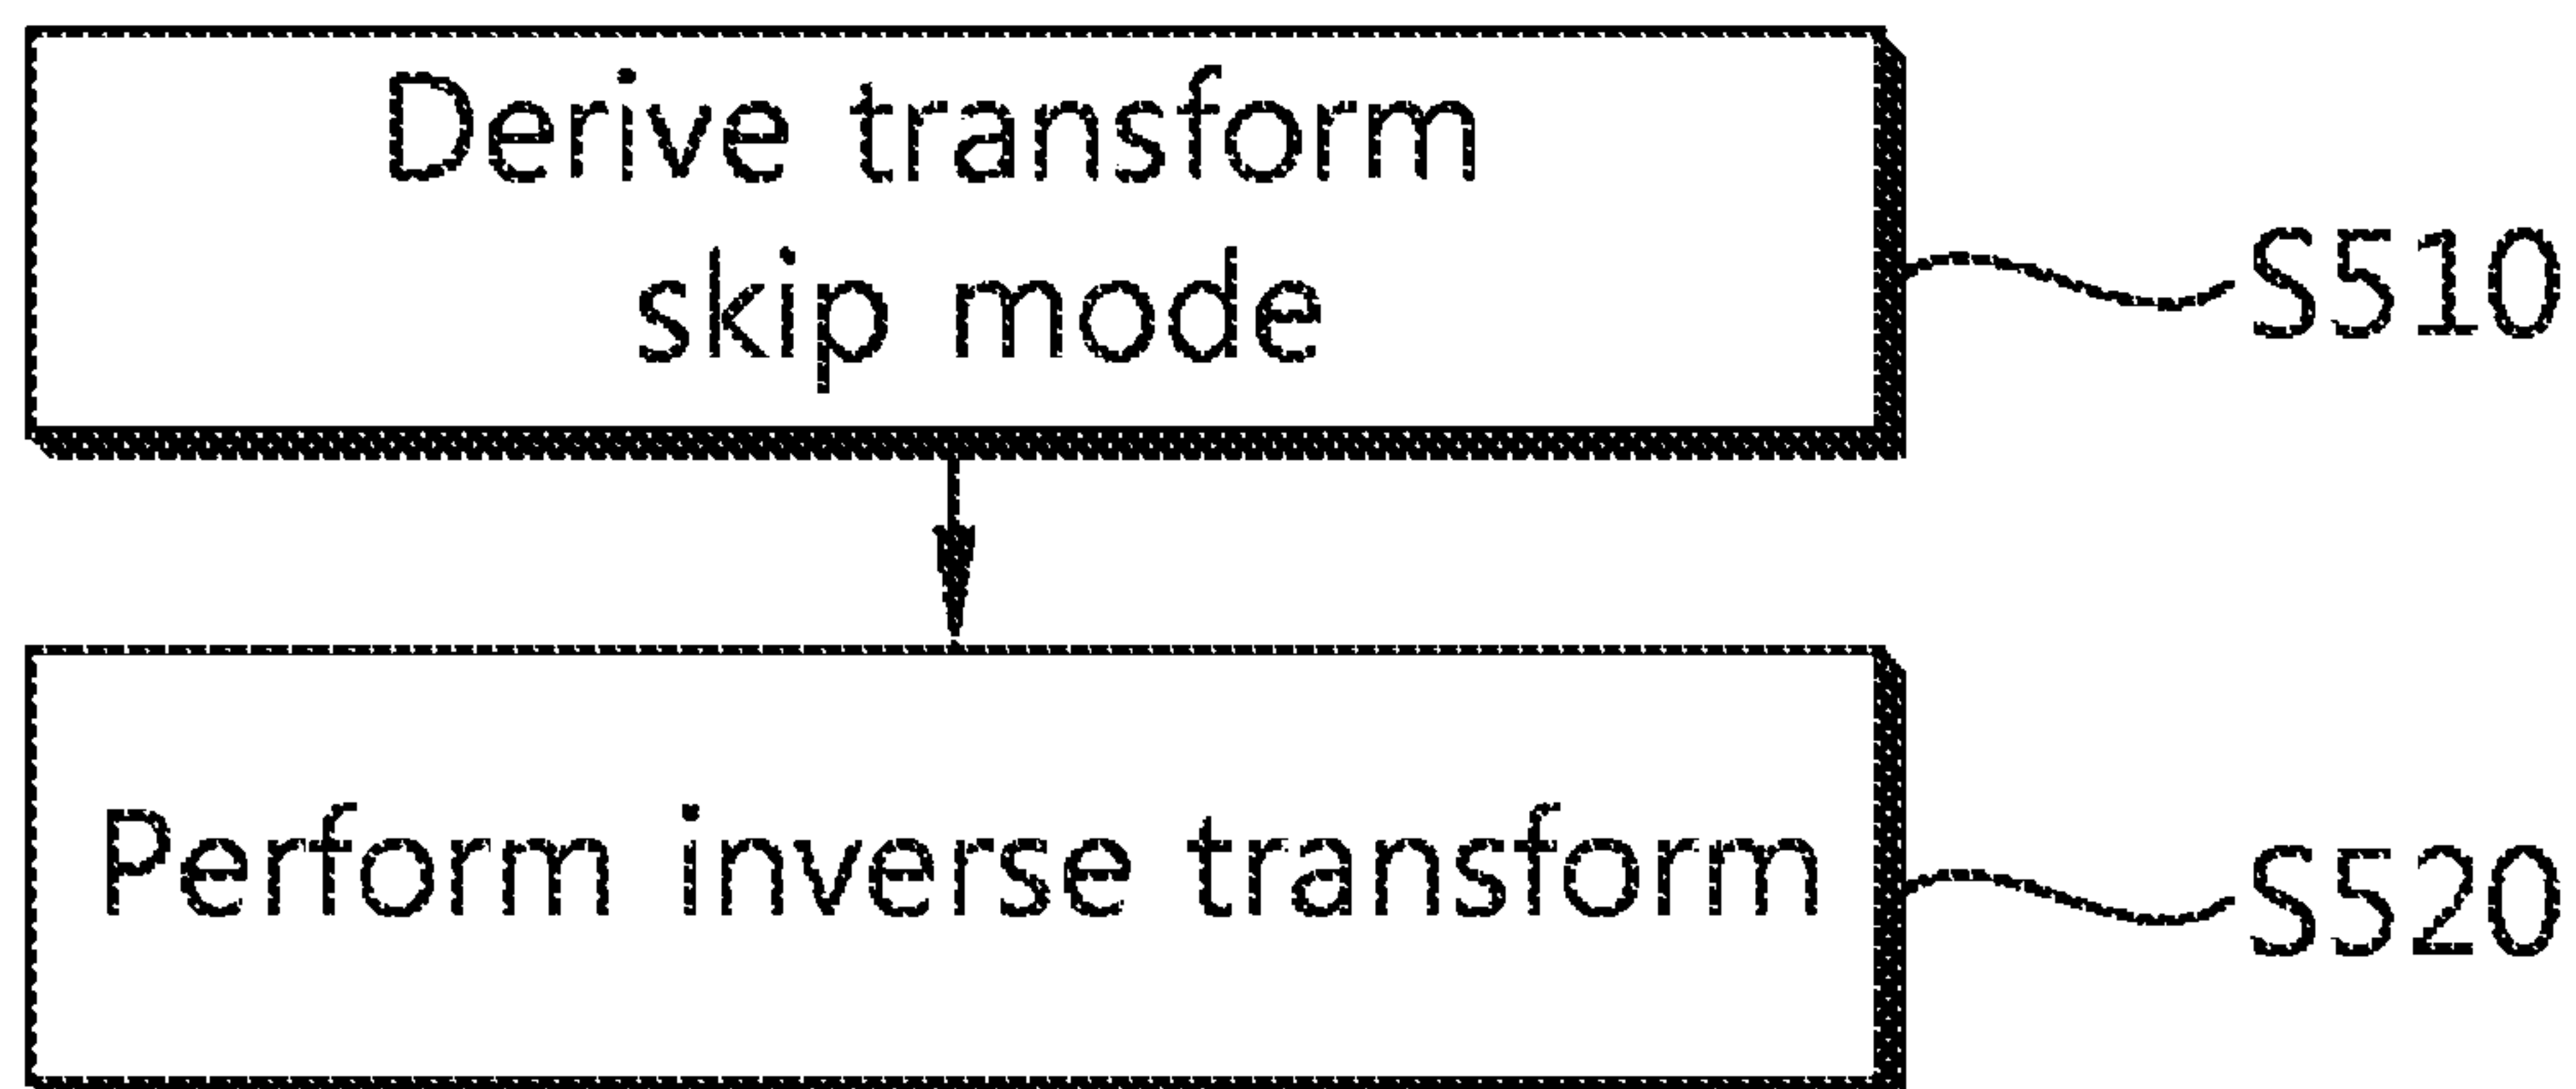 Derive transform
skip mode
S510
Perform inverse transform
S520